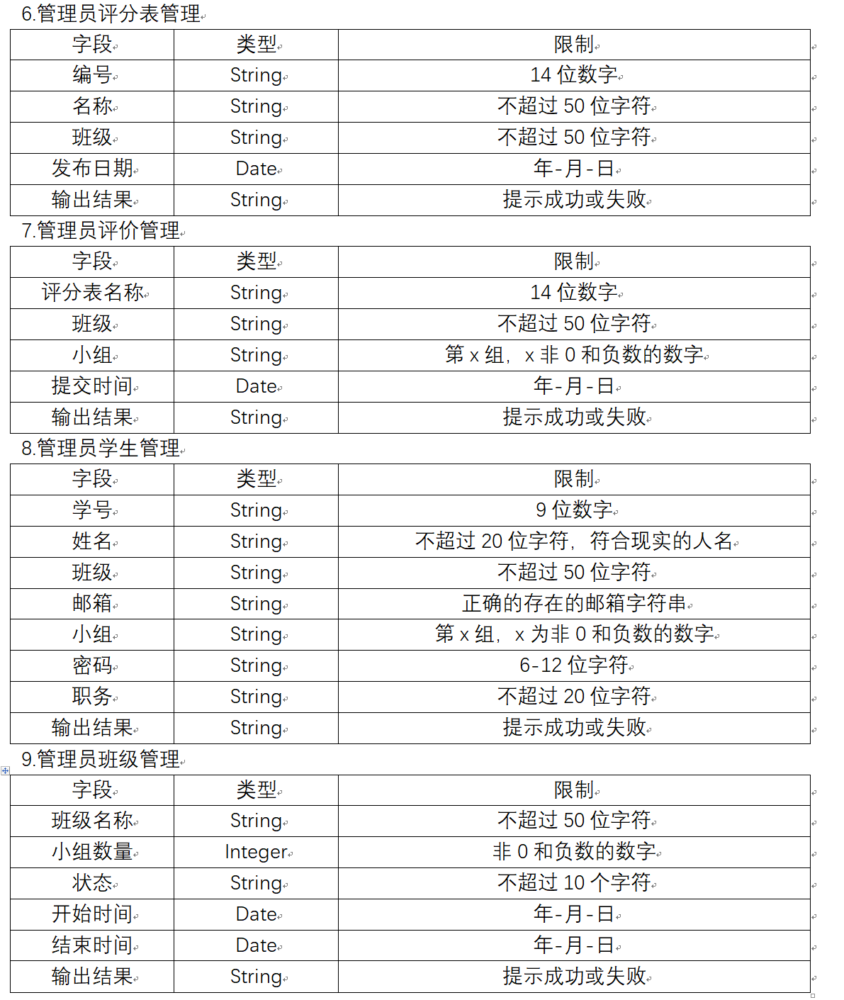 6.管理员评分表管理
字段 类型 限制
编号 String 14 位数字
名称 String 不超过 50 位字符
班级 String 不超过 50 位字符
发布日期 Date 年-月-日
输出结果 String 提示成功或失败
7.管理员评价管理
字段 类型 限制
评分表名称 String 14 位数字
班级 String 不超过 50 位字符
小组 String 第 x 组，x 非 0 和负数的数字
提交时间 Date 年-月-日
输出结果 String 提示成功或失败
8.管理员学生管理
字段 类型 限制
学号 String 9 位数字
姓名 String 不超过 20 位字符，符合现实的人名
班级 String 不超过 50 位字符
邮箱 String 正确的存在的邮箱字符串
小组 String 第 x 组，x 为非 0 和负数的数字
密码 String 6-12 位字符
职务 String 不超过 20 位字符
输出结果 String 提示成功或失败
9.管理员班级管理
字段 类型 限制
班级名称 String 不超过 50 位字符
小组数量 Integer 非 0 和负数的数字
状态 String 不超过 10 个字符
开始时间 Date 年-月-日
结束时间 Date 年-月-日
输出结果 String 提示成功或失败